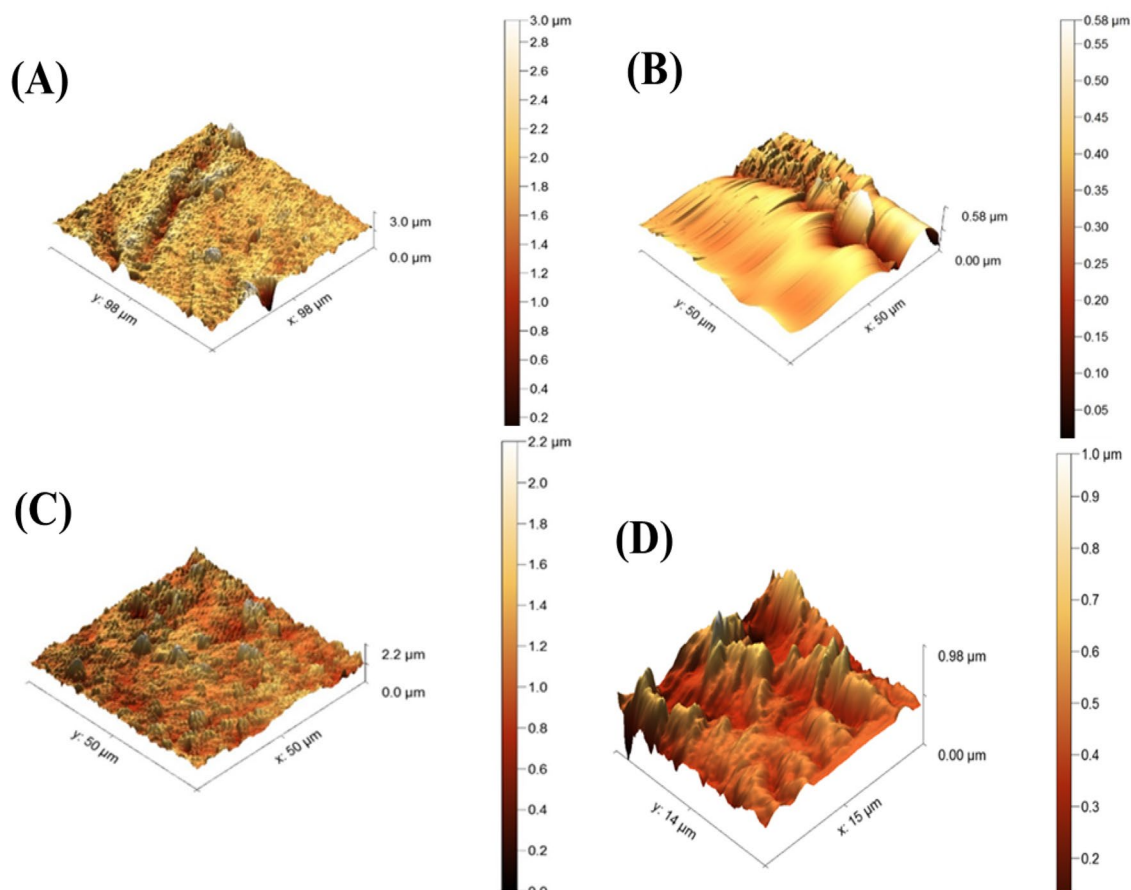 (A)
3.0 µm
2.8
2.6
2.4
2.2
2.0
1.8
1.6
1.4
1.2
1.0
0.8
0.6
0.4
0.2
3.0 µm
0.0 µm
y: 98 µm
x: 98 µm
(B)
0.58 µm
0.55
0.50
0.45
0.40
0.35
0.30
0.25
0.20
0.15
0.10
0.05
0.58 µm
0.00 µm
y: 50 µm
x: 50 µm
(C)
2.2 µm
2.0
1.8
1.6
1.4
1.2
1.0
0.8
0.6
0.4
0.2
0.0
2.2 µm
0.0 µm
y: 50 µm
x: 50 µm
(D)
1.0 µm
0.9
0.8
0.7
0.6
0.5
0.4
0.3
0.2
0.98 µm
0.00 µm
y: 14 µm
x: 15 µm